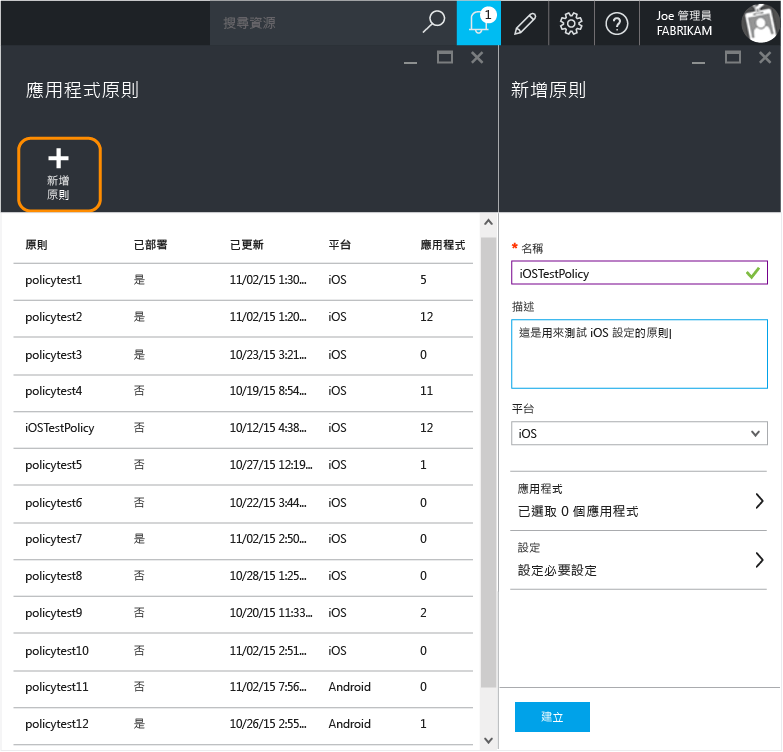 搜尋資源
1
Joe 管理員
FABRIKAM
應用程式原則
新增
原則
原則 已部署 已更新 平台 應用程式
policytest1 是 11/02/15 1:30... iOS 5
policytest2 是 11/02/15 1:20... iOS 12
policytest3 是 10/23/15 3:21... iOS 0
policytest4 否 10/19/15 8:54... iOS 11
iOSTestPolicy 否 10/12/15 4:38... iOS 12
policytest5 否 10/27/15 12:19... iOS 1
policytest6 否 10/22/15 3:44... iOS 0
policytest7 是 11/02/15 2:50... iOS 0
policytest8 否 10/28/15 1:25... iOS 0
policytest9 否 10/20/15 11:33... iOS 2
policytest10 否 11/02/15 2:51... iOS 0
policytest11 否 11/02/15 7:56... Android 0
policytest12 是 10/26/15 2:55... Android 1
新增原則
* 名稱
iOSTestPolicy
描述
這是用來測試 iOS 設定的原則
平台
iOS
應用程式
已選取 0 個應用程式
設定
設定必要設定
建立